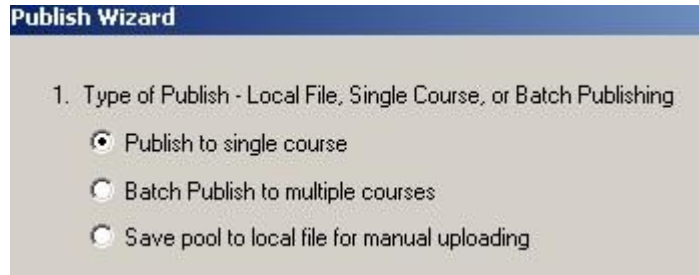 Publish Wizard
1. Type of Publish - Local File, Single Course, or Batch Publishing
Publish to single course
Batch Publish to multiple courses
Save pool to local file for manual uploading